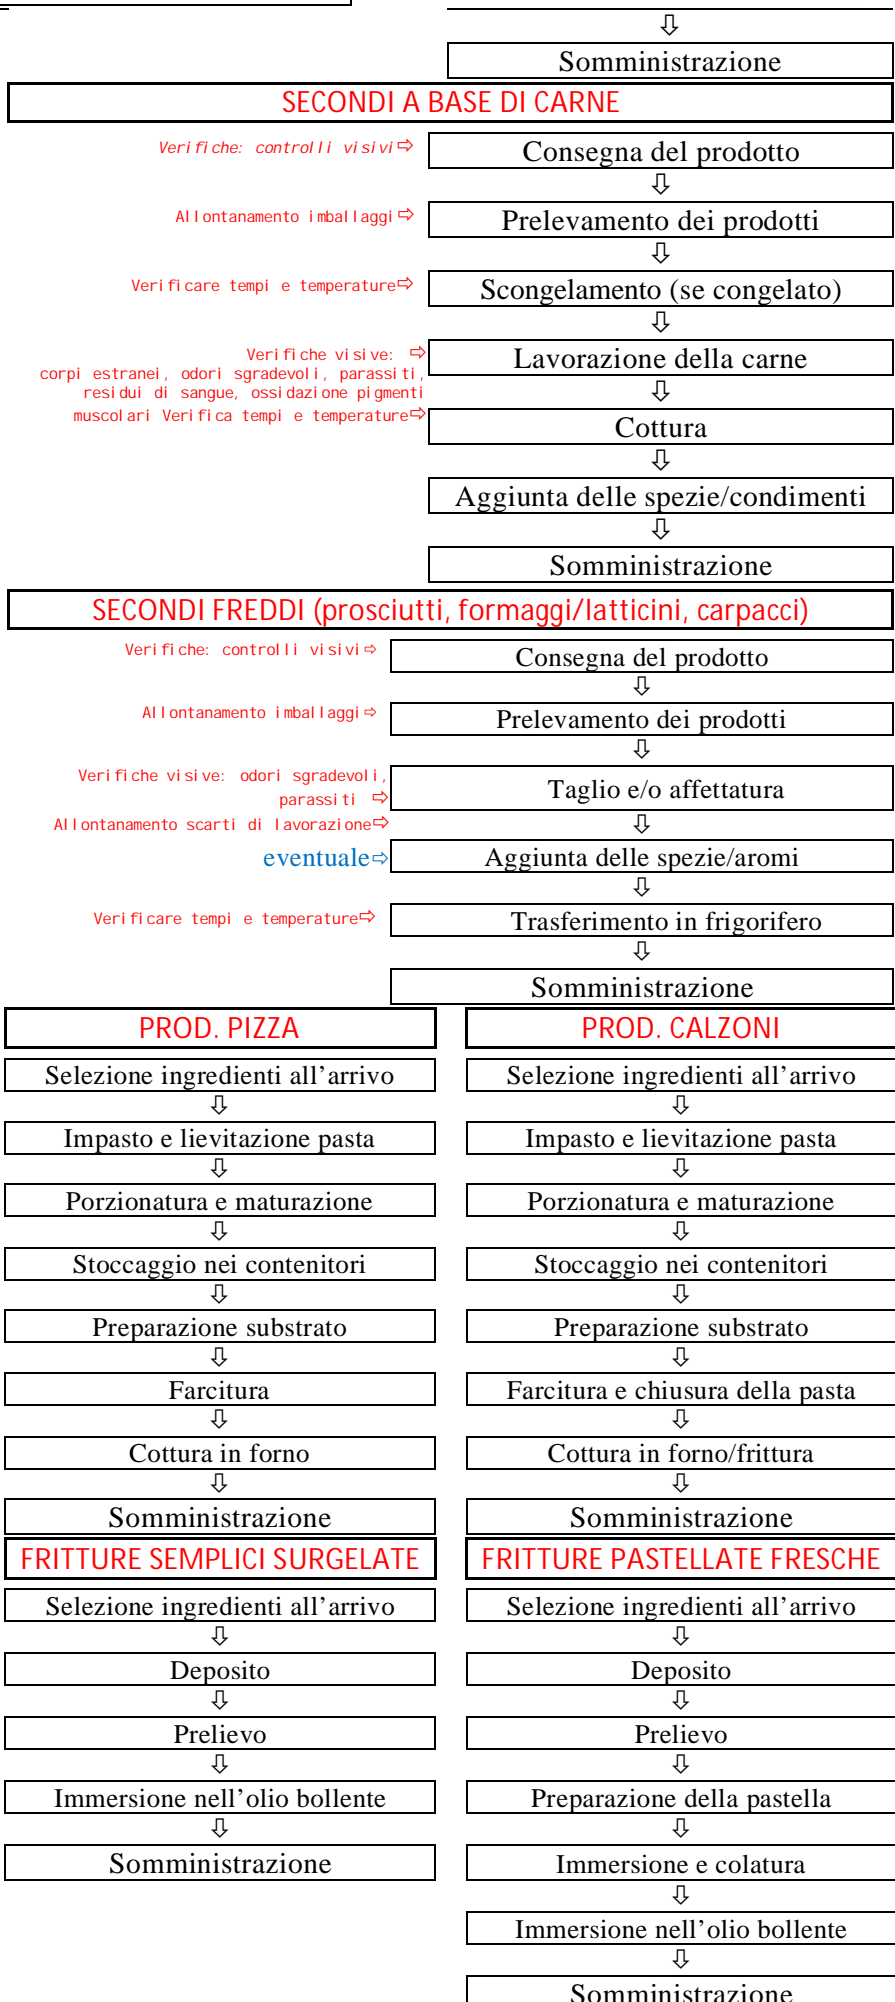 Somministrazione
SECONDI A BASE DI CARNE
Verifiche: controlli visivi⇨
Consegna del prodotto
Allontanamento imballaggi⇨
Prelevamento dei prodotti
Verificare tempi e temperature⇨
Scongelamento (se congelato)
Verifiche visive: ⇨
corpi estranei, odori sgradevoli, parassiti,
residui di sangue, ossidazione pigmenti
muscolari Verifica tempi e temperature⇨
Lavorazione della carne
Cottura
Aggiunta delle spezie/condimenti
Somministrazione
SECONDI FREDDI (prosciutti, formaggi/latticini, carpacci)
Verifiche: controlli visivi⇨
Consegna del prodotto
Allontanamento imballaggi⇨
Prelevamento dei prodotti
Verifiche visive: odori sgradevoli,
parassiti ⇨
Taglio e/o affettatura
Allontanamento scarti di lavorazione⇨
eventuale⇨
Aggiunta delle spezie/aromi
Verificare tempi e temperature⇨
Trasferimento in frigorifero
Somministrazione
PROD. PIZZA
Selezione ingredienti all’arrivo
Impasto e lievitazione pasta
Porzionatura e maturazione
Stoccaggio nei contenitori
Preparazione substrato
Farcitura
Cottura in forno
Somministrazione
PROD. CALZONI
Selezione ingredienti all’arrivo
Impasto e lievitazione pasta
Porzionatura e maturazione
Stoccaggio nei contenitori
Preparazione substrato
Farcitura e chiusura della pasta
Cottura in forno/frittura
Somministrazione
FRITTURE SEMPLICI SURGELATE
Selezione ingredienti all’arrivo
Deposito
Prelievo
Immersione nell’olio bollente
Somministrazione
FRITTURE PASTELLATE FRESCHE
Selezione ingredienti all’arrivo
Deposito
Prelievo
Preparazione della pastella
Immersione e colatura
Immersione nell’olio bollente
Somministrazione